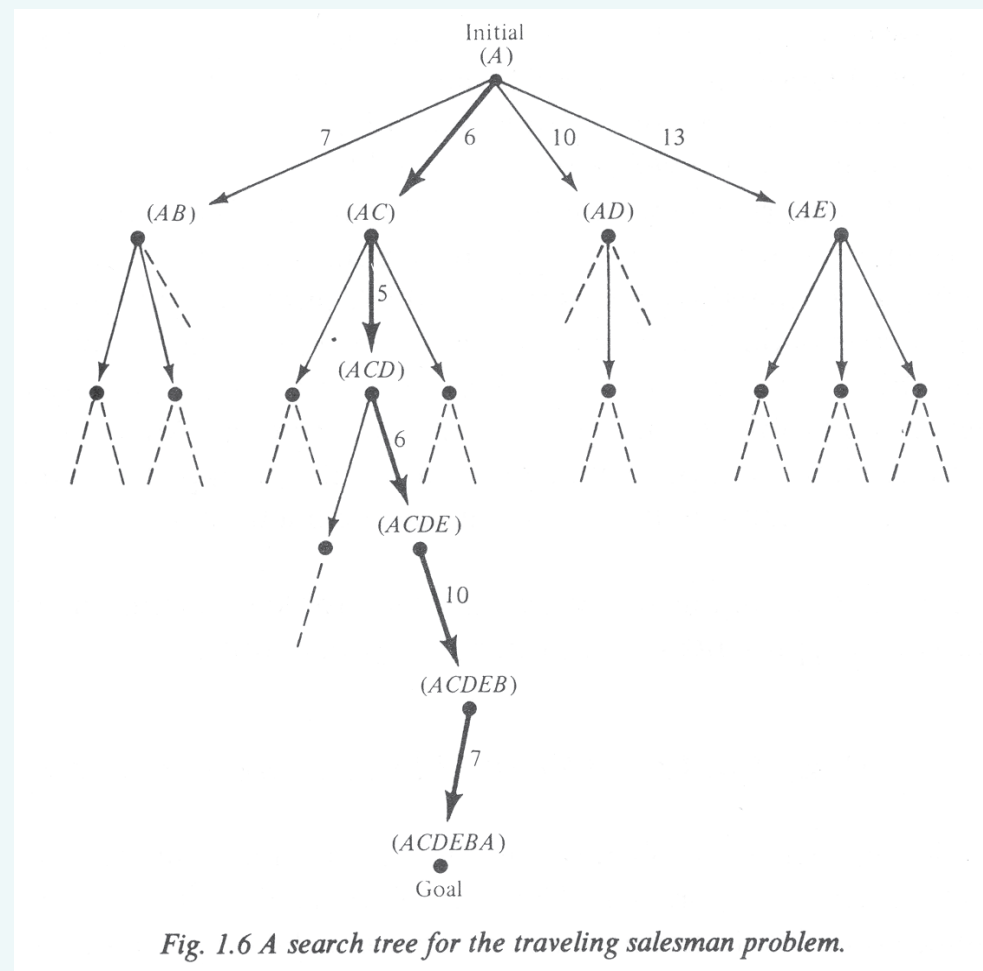 Initial
(A)
7
6
10
13
(AB)
(AC)
(AD)
(AE)
5
(ACD)
6
(ACDE)
10
(ACDEB)
7
(ACDEBA)
Goal
Fig. 1.6 A search tree for the traveling salesman problem.